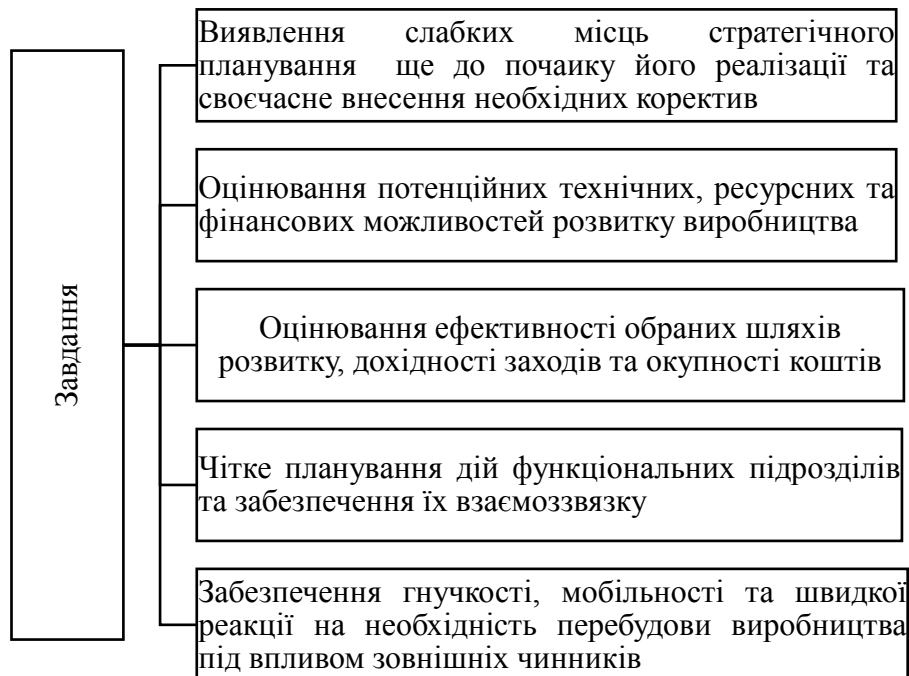 Завдання
Виявлення слабких місць стратегічного
планування ще до почаику його реалізації та
своєчасне внесення необхідних коректив
Оцінювання потенційних технічних, ресурсних та
фінансових можливостей розвитку виробництва
Оцінювання ефективності обраних шляхів
розвитку, дохідності заходів та окупності коштів
Чітке планування дій функціональних підрозділів
та забезпечення їх взаємоззвязку
Забезпечення гнучкості, мобільності та швидкої
реакції на необхідність перебудови виробництва
під впливом зовнішніх чинників